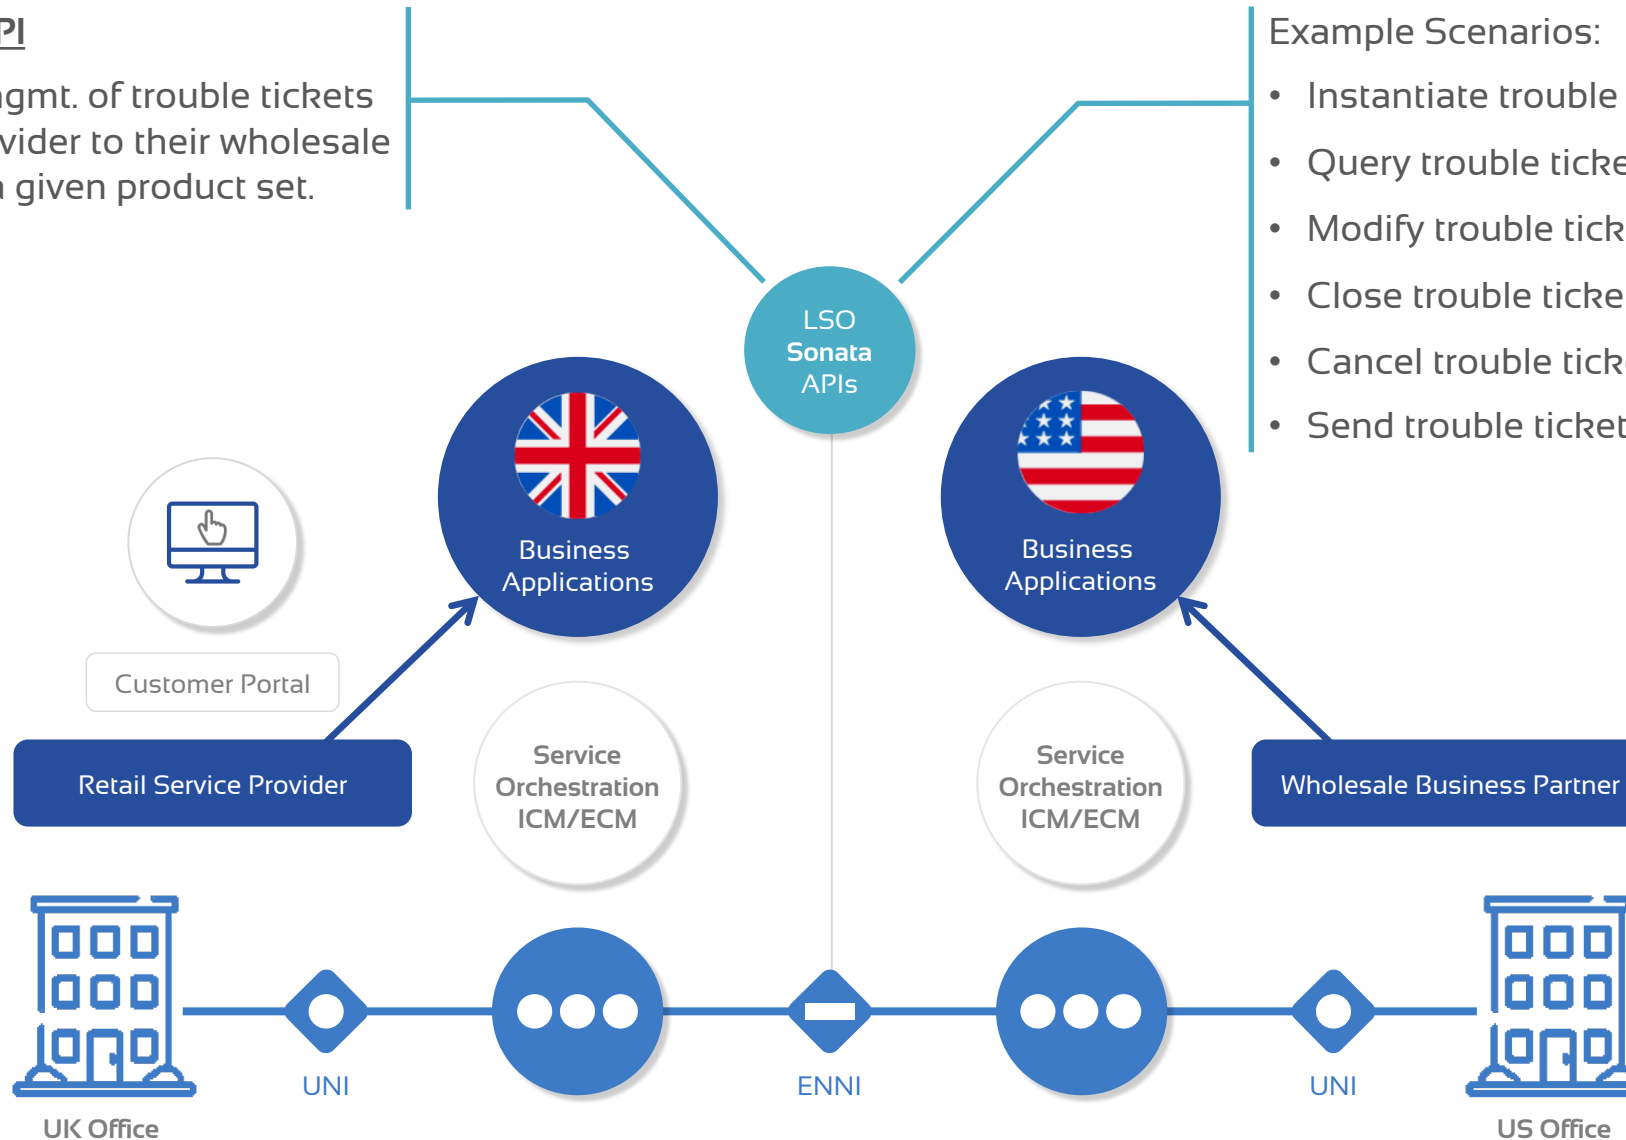 PI
gmt. of trouble tickets
vider to their wholesale
a given product set.
Example Scenarios:
• Instantiate trouble
• Query trouble ticke
• Modify trouble tick
• Close trouble ticke
• Cancel trouble tick
• Send trouble ticket
LSO
Sonata
APIs
Business
Applications
Business
Applications
Customer Portal
Retail Service Provider
Service
Orchestration
ICM/ECM
Service
Orchestration
ICM/ECM
Wholesale Business Partner
UNI
ENNI
UNI
UK Office
US Office